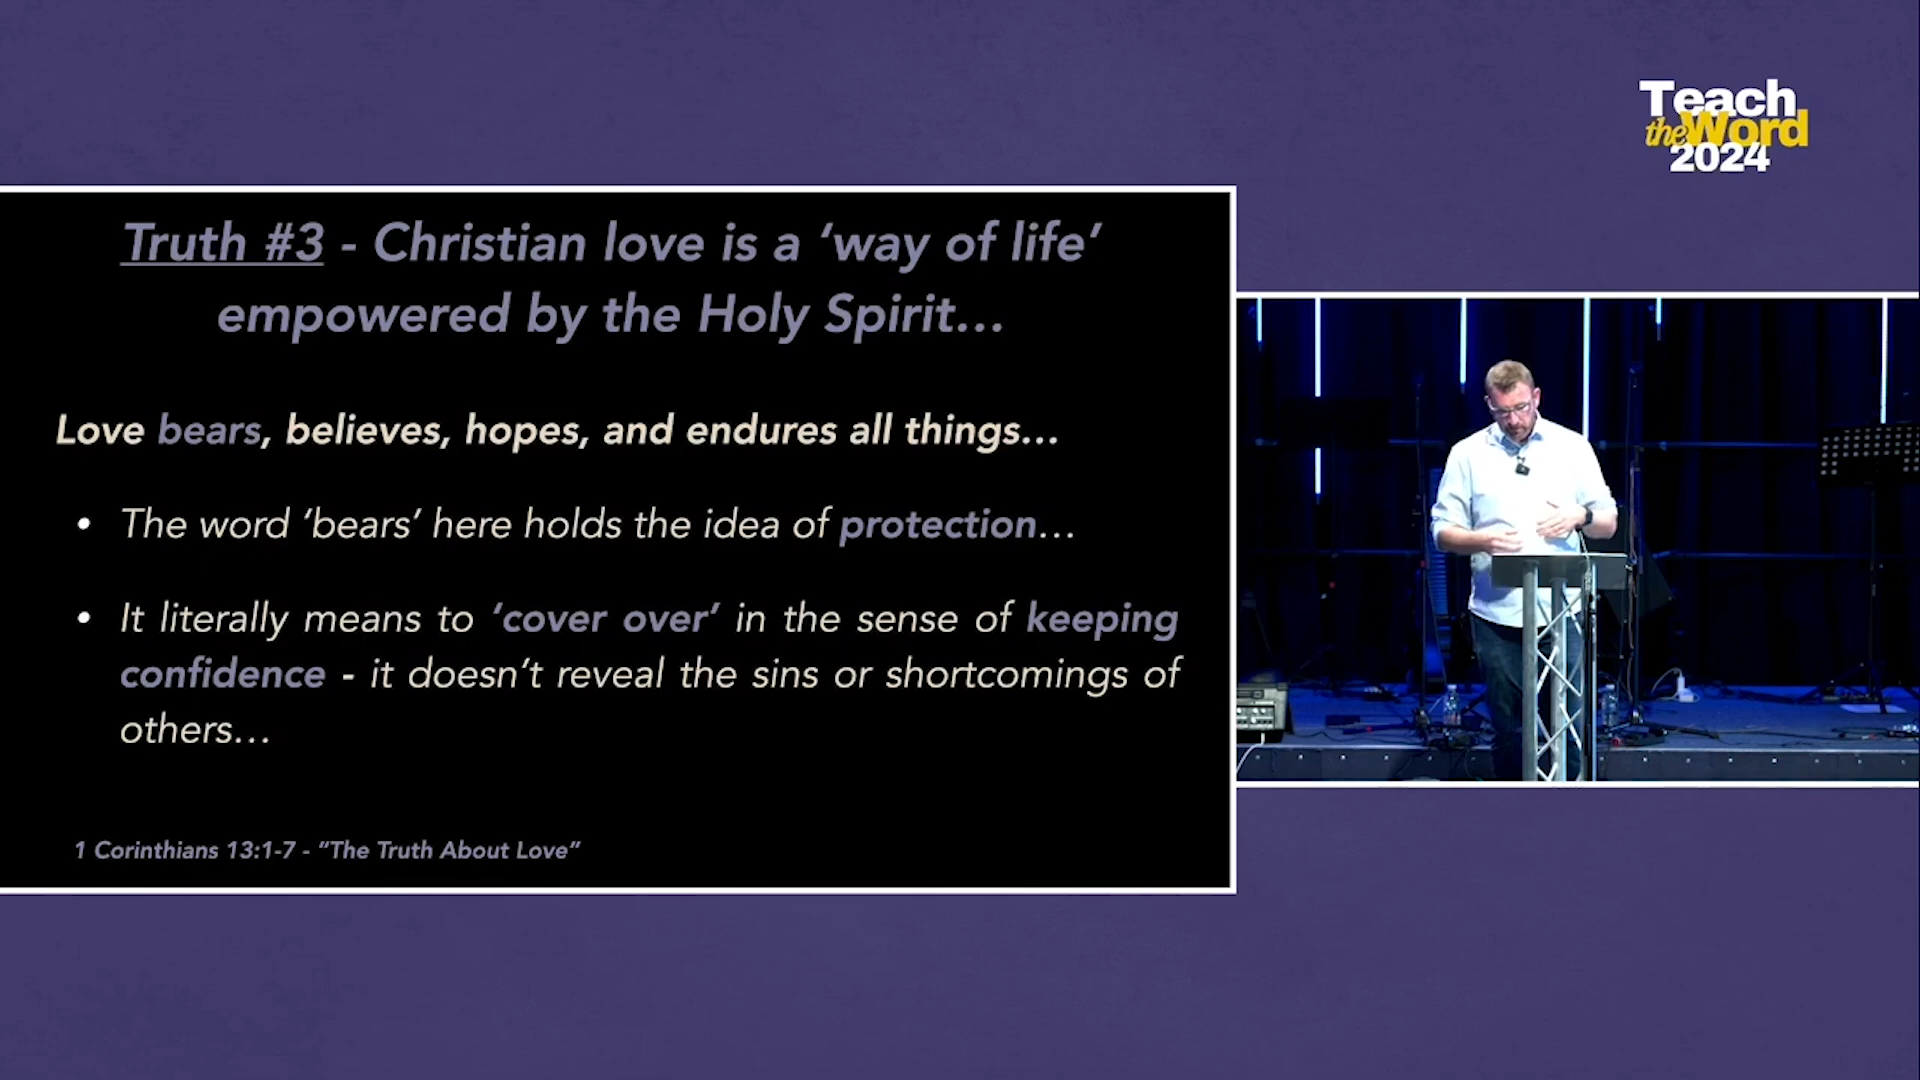 Teach
the Word
2024
Truth #3 - Christian love is a ‘way of life’
empowered by the Holy Spirit…
Love bears, believes, hopes, and endures all things…
• The word ‘bears’ here holds the idea of protection…
• It literally means to ‘cover over’ in the sense of keeping
confidence - it doesn’t reveal the sins or shortcomings of
others…
1 Corinthians 13:1-7 - “The Truth About Love”